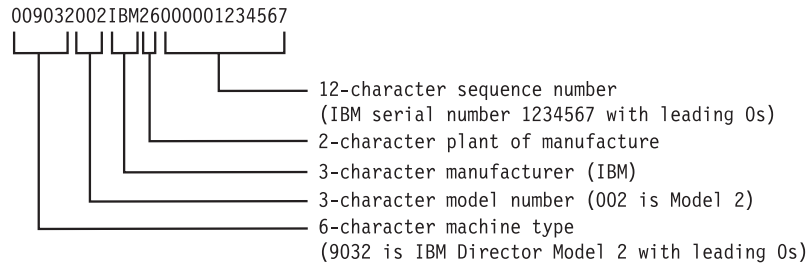 009032002IBM26000001234567
12-character sequence number
(IBM serial number 1234567 with leading 0s)
2-character plant of manufacture
3-character manufacturer (IBM)
3-character model number (002 is Model 2)
6-character machine type
(9032 is IBM Director Model 2 with leading 0s)